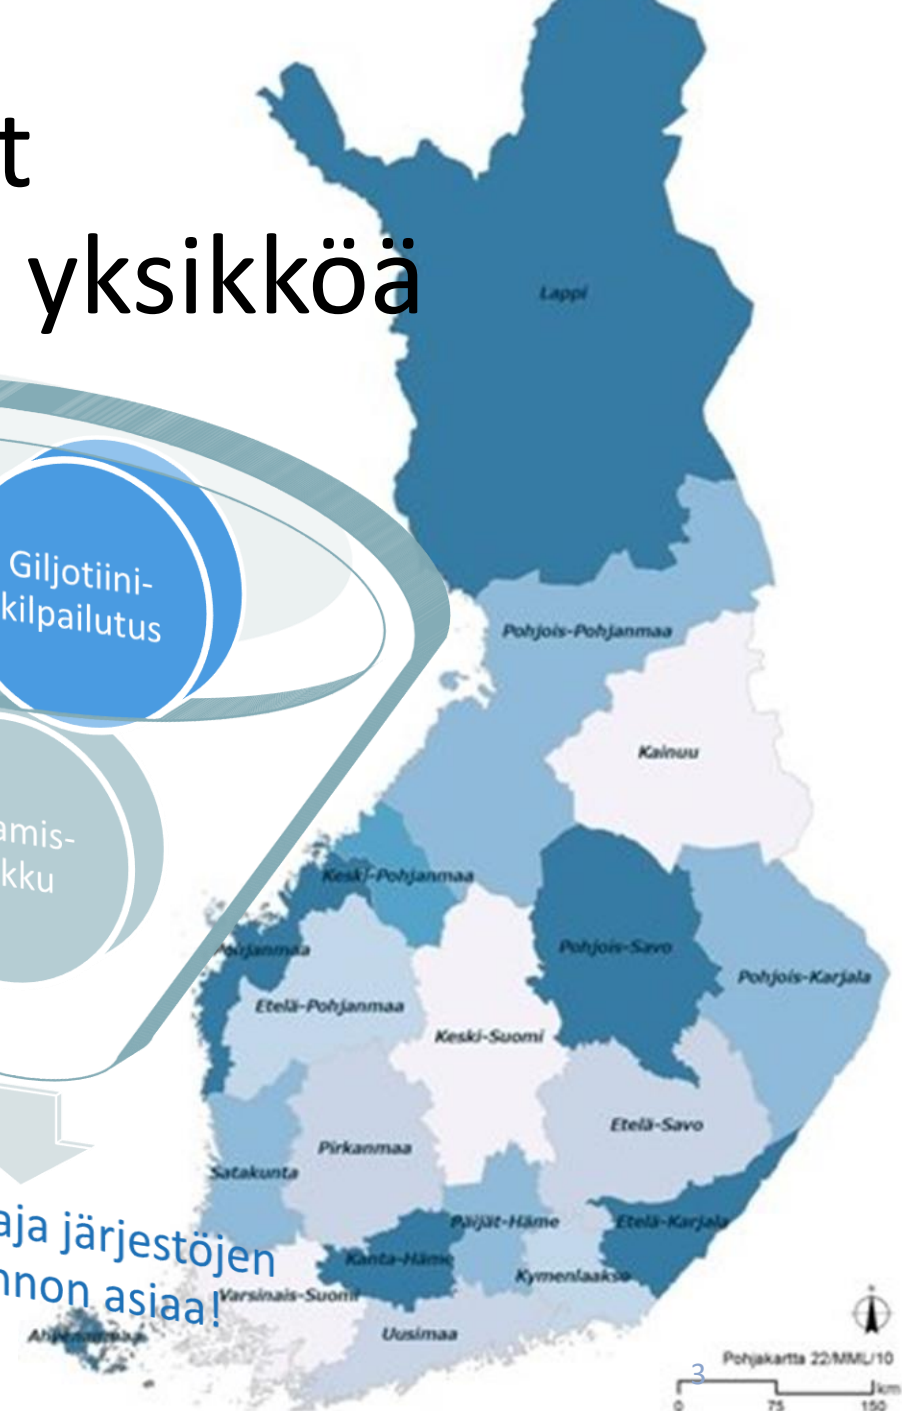 t
yksikköä
Lappi
Giljotiini-
kilpailutus
Pohjois-Pohjanmaa
Kainuu
amis-
kku
Keski-Pohjanmaa
Pohjanmaa
Pohjois-Savo
Pohjois-Karjala
Etelä-Pohjanmaa
Keski-Suomi
Etelä-Savo
Pirkanmaa
Satakunta
Päijät-Häme
Etelä-Karjala
aja järjestöjen
Kanta-Häme
Kymenlaakso
nnon asiaa!
Varsinais-Suomi
Uusimaa
Ahvenanmaa
Pohjakartta 22/MML/10
3
km
0 75 150